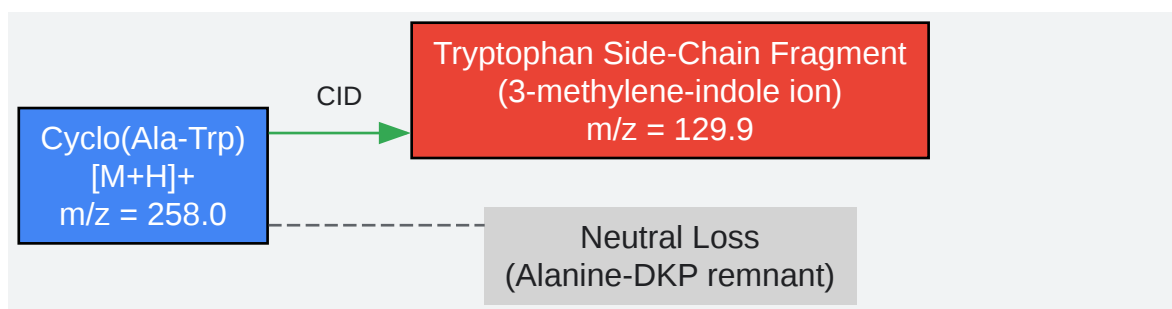 Tryptophan Side-Chain Fragment
(3-methylene-indole ion)
m/z = 129.9
CID
Cyclo(Ala-Trp)
[M+H]+
m/z = 258.0
Neutral Loss
(Alanine-DKP remnant)